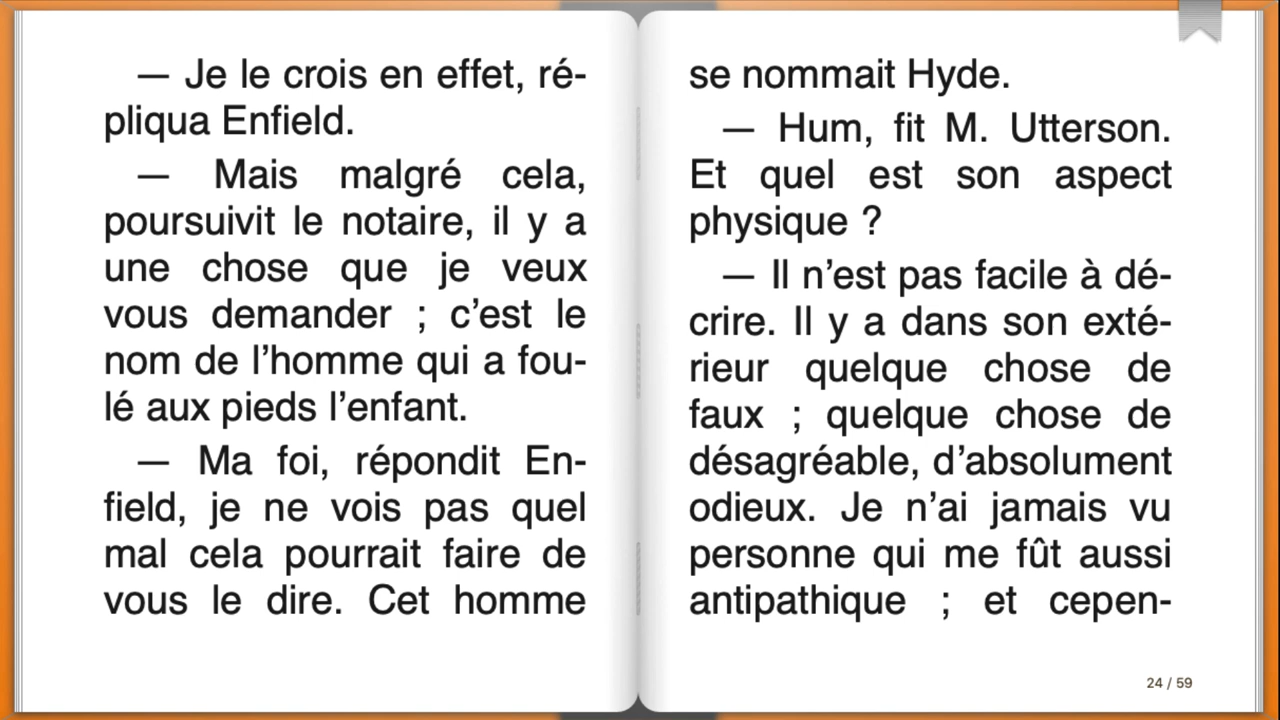 — Je le crois en effet, ré-
pliqua Enfield.
— Mais malgré cela,
poursuivit le notaire, il y a
une chose que je veux
vous demander ; c’est le
nom de l’homme qui a fou-
lé aux pieds l’enfant.
— Ma foi, répondit En-
field, je ne vois pas quel
mal cela pourrait faire de
vous le dire. Cet homme
se nommait Hyde.
— Hum, fit M. Utterson.
Et quel est son aspect
physique ?
— Il n’est pas facile à dé-
crire. Il y a dans son exté-
rieur quelque chose de
faux ; quelque chose de
désagréable, d’absolument
odieux. Je n’ai jamais vu
personne qui me fût aussi
antipathique ; et cepen-
24 / 59